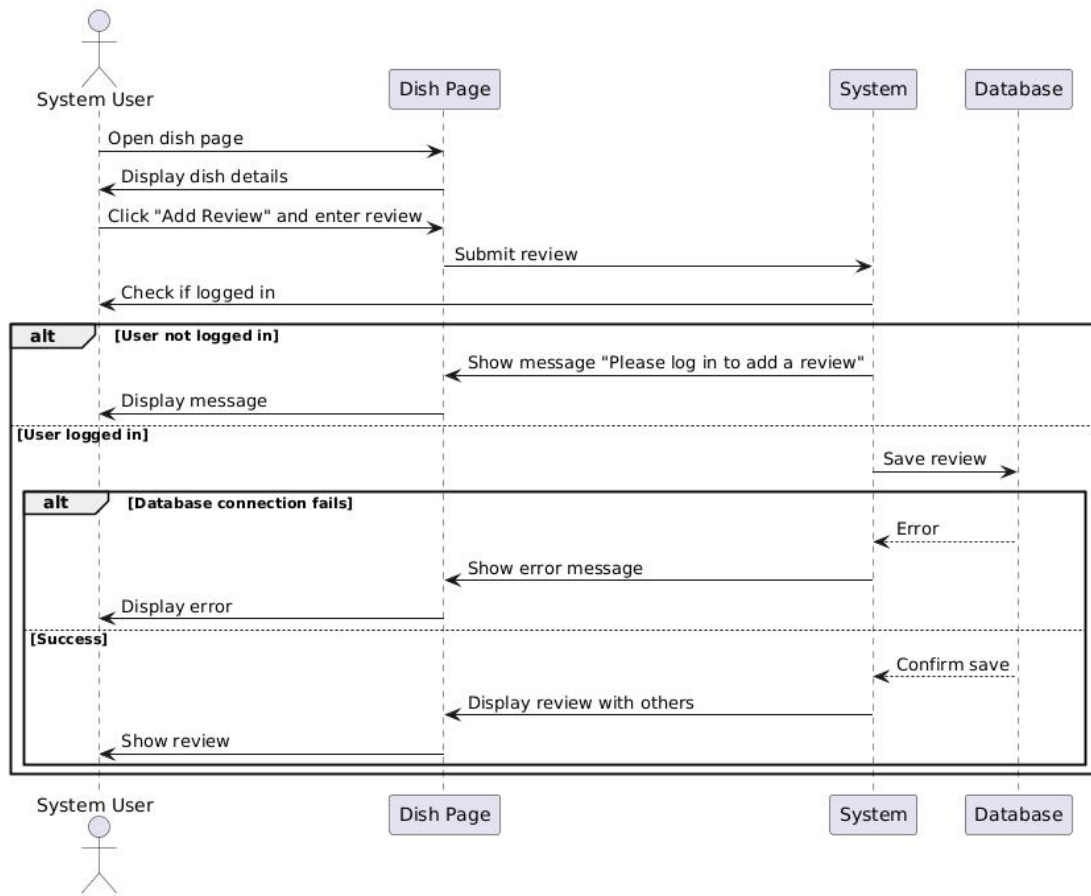 System User
Dish Page
System
Database
Open dish page
Display dish details
Click "Add Review" and enter review
Submit review
Check if logged in
alt [User not logged in]
Show message "Please log in to add a review"
Display message
[User logged in]
Save review
alt [Database connection fails]
Error
Show error message
Display error
[Success]
Confirm save
Display review with others
Show review
System User
Dish Page
System
Database